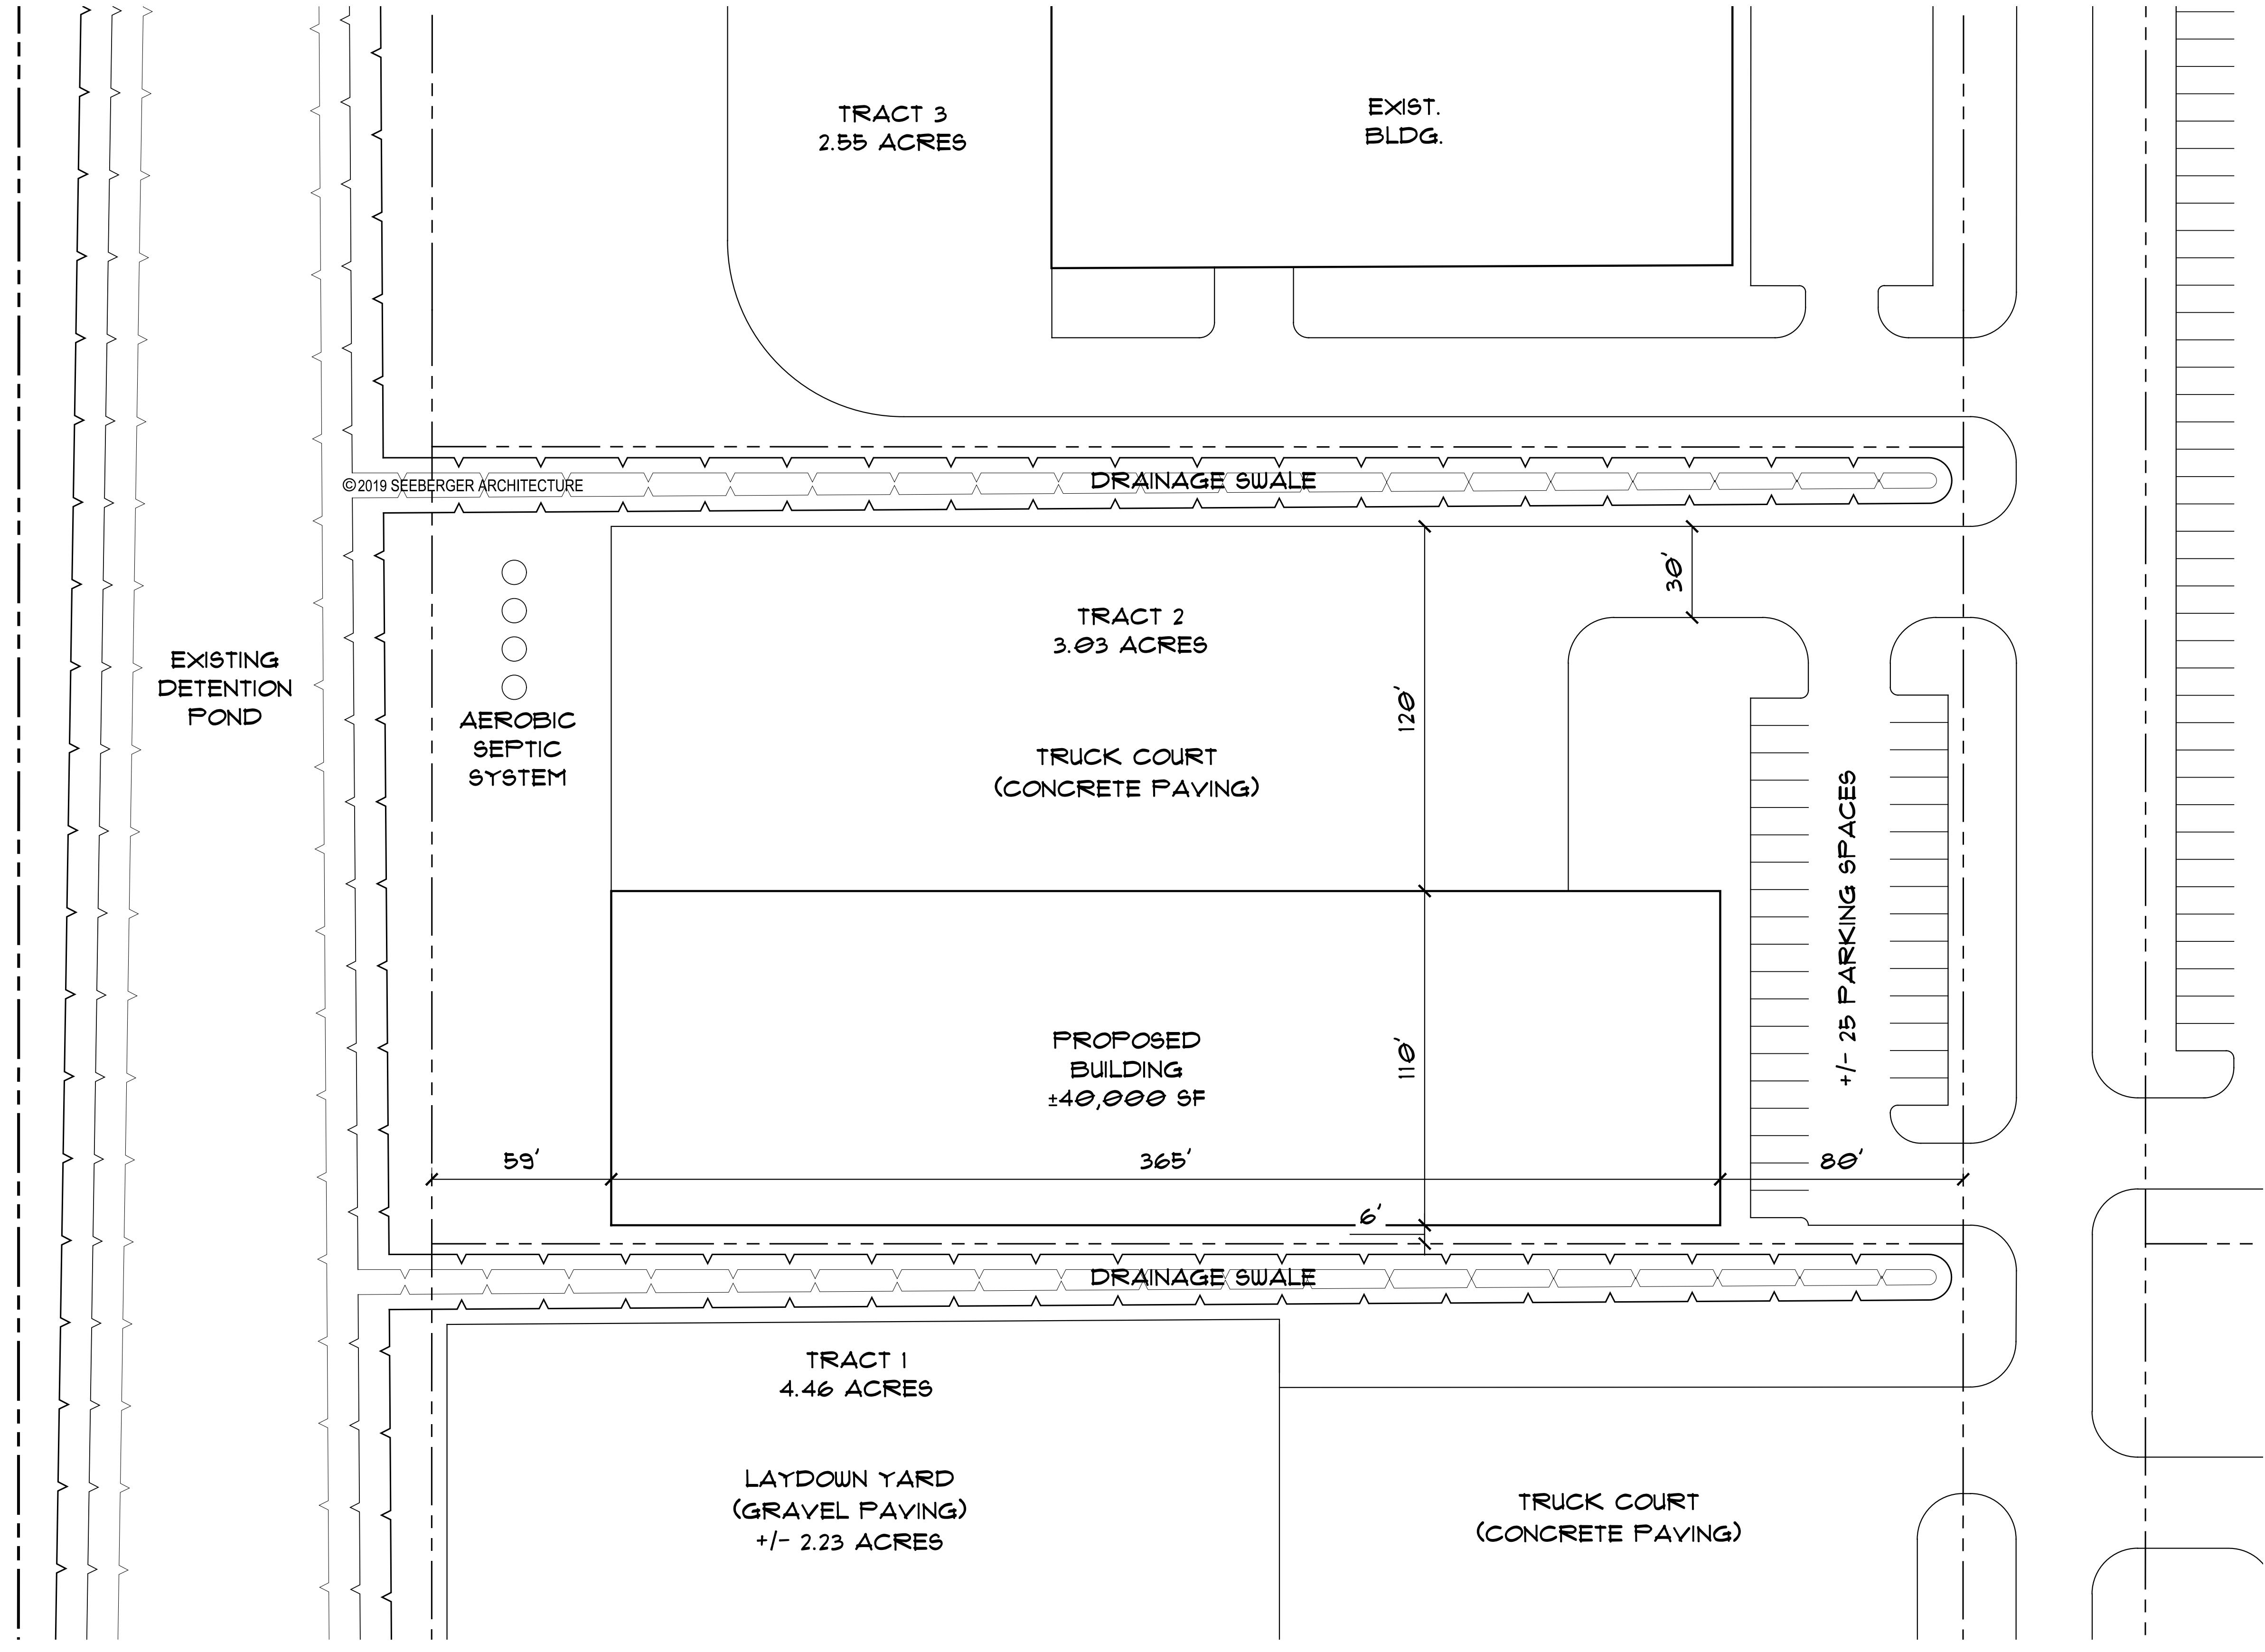 TRACT 3
2.55 ACRES
EXIST.
BLDG.
DRAINAGE SWALE
©2019 SEEBERGER ARCHITECTURE
30'
TRACT 2
3.03 ACRES
EXISTING
DETENTION
POND
AEROBIC
SEPTIC
SYSTEM
120'
TRUCK COURT
(CONCRETE PAVING)
+/- 25 PARKING SPACES
PROPOSED
BUILDING
±40,000 SF
110'
59'
365'
80'
6'
DRAINAGE SWALE
TRACT 1
4.46 ACRES
LAYDOWN YARD
(GRAVEL PAVING)
+/- 2.23 ACRES
TRUCK COURT
(CONCRETE PAVING)